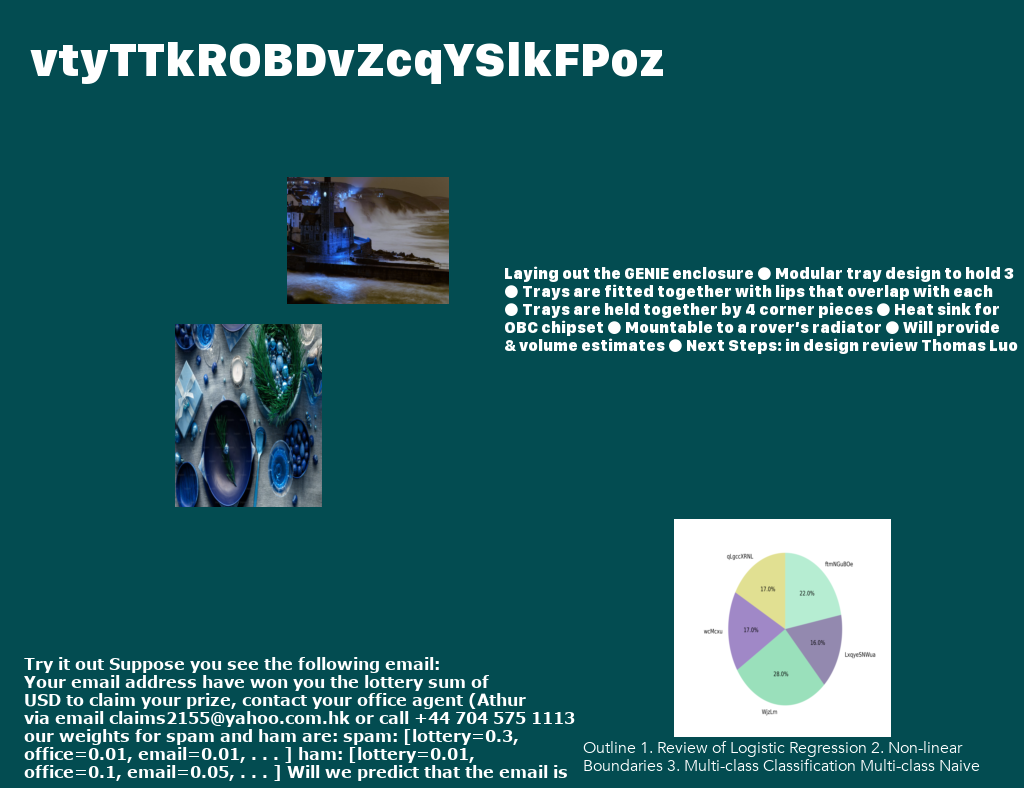 vtyTTkROBDvZcqYSlkFPoz
Laying out the GENIE enclosure ● Modular tray design to hold 3
● Trays are fitted together with lips that overlap with each
● Trays are held together by 4 corner pieces ● Heat sink for
OBC chipset ● Mountable to a rover's radiator ● Will provide
& volume estimates ● Next Steps: in design review Thomas Luo
qLgccXRNL
ftmNGuBOe
17.0%
22.0%
wcMcxu
17.0%
16.0%
LxqyeSNWua
28.0%
WjzLm
Try it out Suppose you see the following email:
Your email address have won you the lottery sum of
USD to claim your prize, contact your office agent (Athur
via email claims2155@yahoo.com.hk or call +44 704 575 1113
our weights for spam and ham are: spam: [lottery=0.3,
office=0.01, email=0.01, . . . ] ham: [lottery=0.01,
office=0.1, email=0.05, . . . ] Will we predict that the email is
Outline 1. Review of Logistic Regression 2. Non-linear
Boundaries 3. Multi-class Classification Multi-class Naive